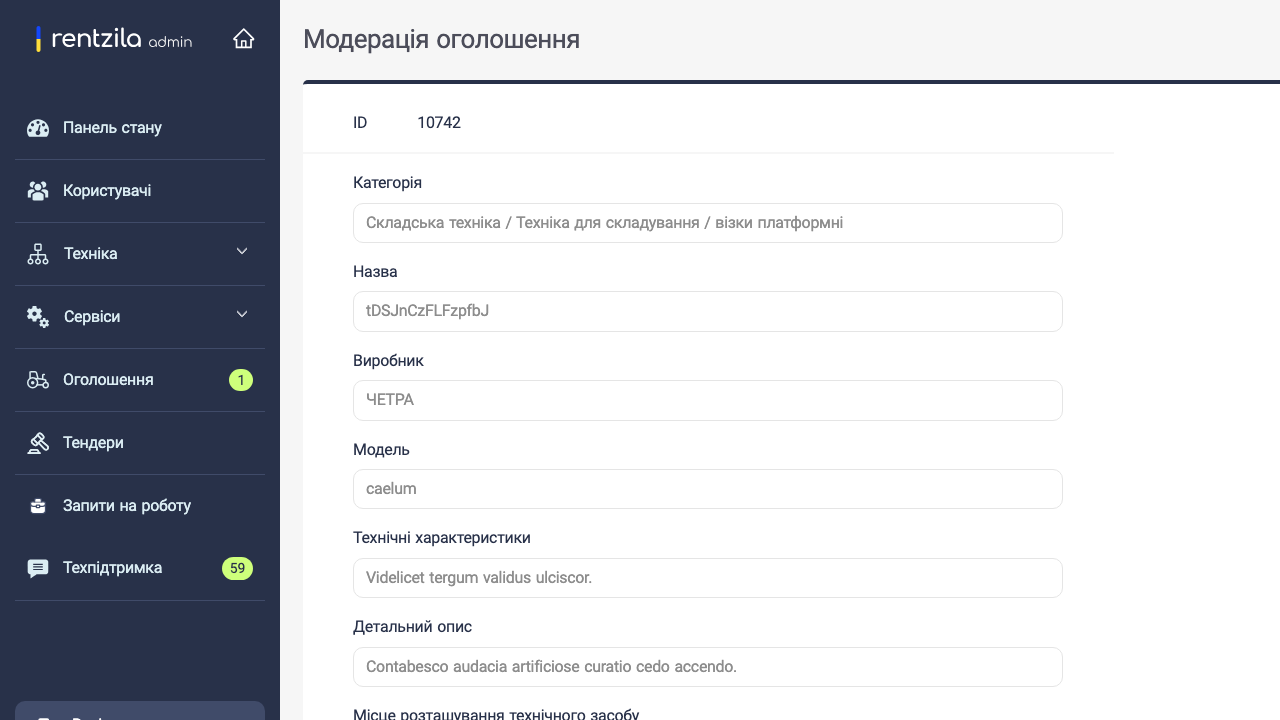 rentzila admin
Панель стану
Користувачі
Техніка
Сервіси
Оголошення 1
Тендери
Запити на роботу
Техпідтримка 59
Модерація оголошення
ID 10742
Категорія
Складська техніка / Техніка для складування / візки платформні
Назва
tDSJnCzFLFzpfbJ
Виробник
ЧЕТРА
Модель
caelum
Технічні характеристики
Videlicet tergum validus ulciscor.
Детальний опис
Contabesco audacia artificiose curatio cedo accendo.
Місце розташування технічного засобу